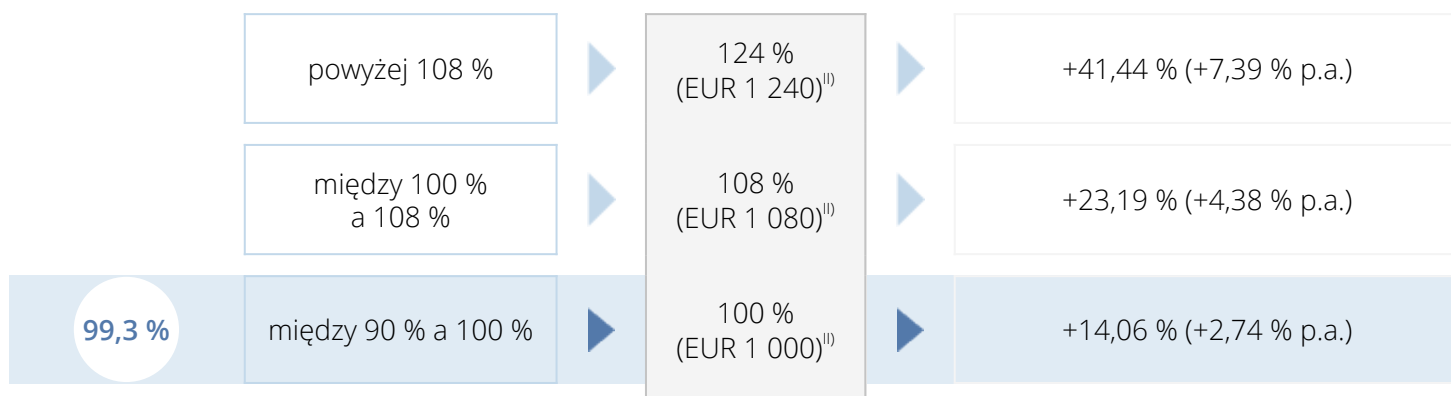 powyżej 108 %
124 %
(EUR 1 240)II)
+41,44 % (+7,39 % p.a.)
między 100 %
a 108 %
108 %
(EUR 1 080)II)
+23,19 % (+4,38 % p.a.)
99,3 %
między 90 % a 100 %
100 %
(EUR 1 000)II)
+14,06 % (+2,74 % p.a.)